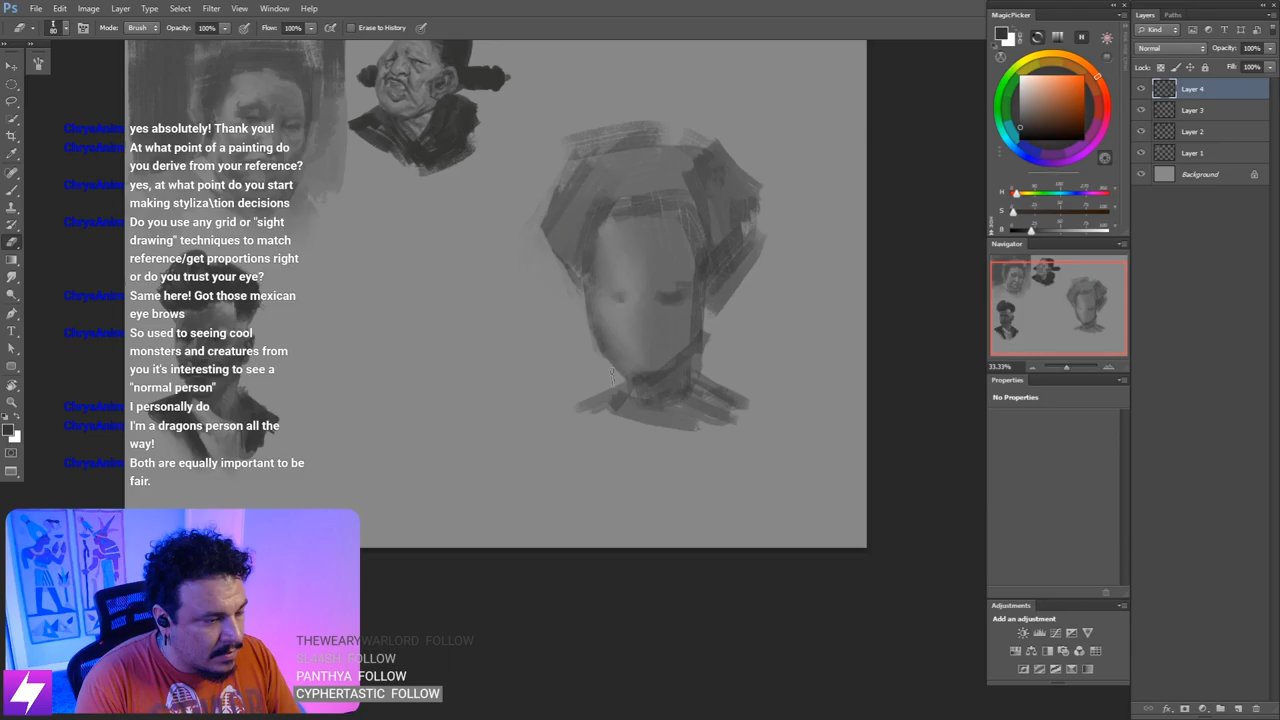 Ps File Edit Image Layer Type Select Filter View Window Help
80 Mode: Brush Opacity: 100% Flow: 100% Erase to History
yes absolutely! Thank you!
At what point of a painting do
you derive from your reference?
yes, at what point do you start
making styliza\tion decisions
Do you use any grid or "sight
drawing" techniques to match
reference/get proportions right
or do you trust your eye?
Same here! Got those mexican
eye brows
So used to seeing cool
monsters and creatures from
you it's interesting to see a
"normal person"
I personally do
I'm a dragons person all the
way!
Both are equally important to be
fair.
THEWEARYWARLORD FOLLOW
FOLLOW
PANTHYA FOLLOW
CYPHERTASTIC FOLLOW
MagicPicker
H
H
S
B
Navigator
33.33%
Properties
No Properties
Adjustments
Add an adjustment
Layers Paths
Kind
Normal Opacity: 100%
Lock: Fill: 100%
Layer 4
Layer 3
Layer 2
Layer 1
Background